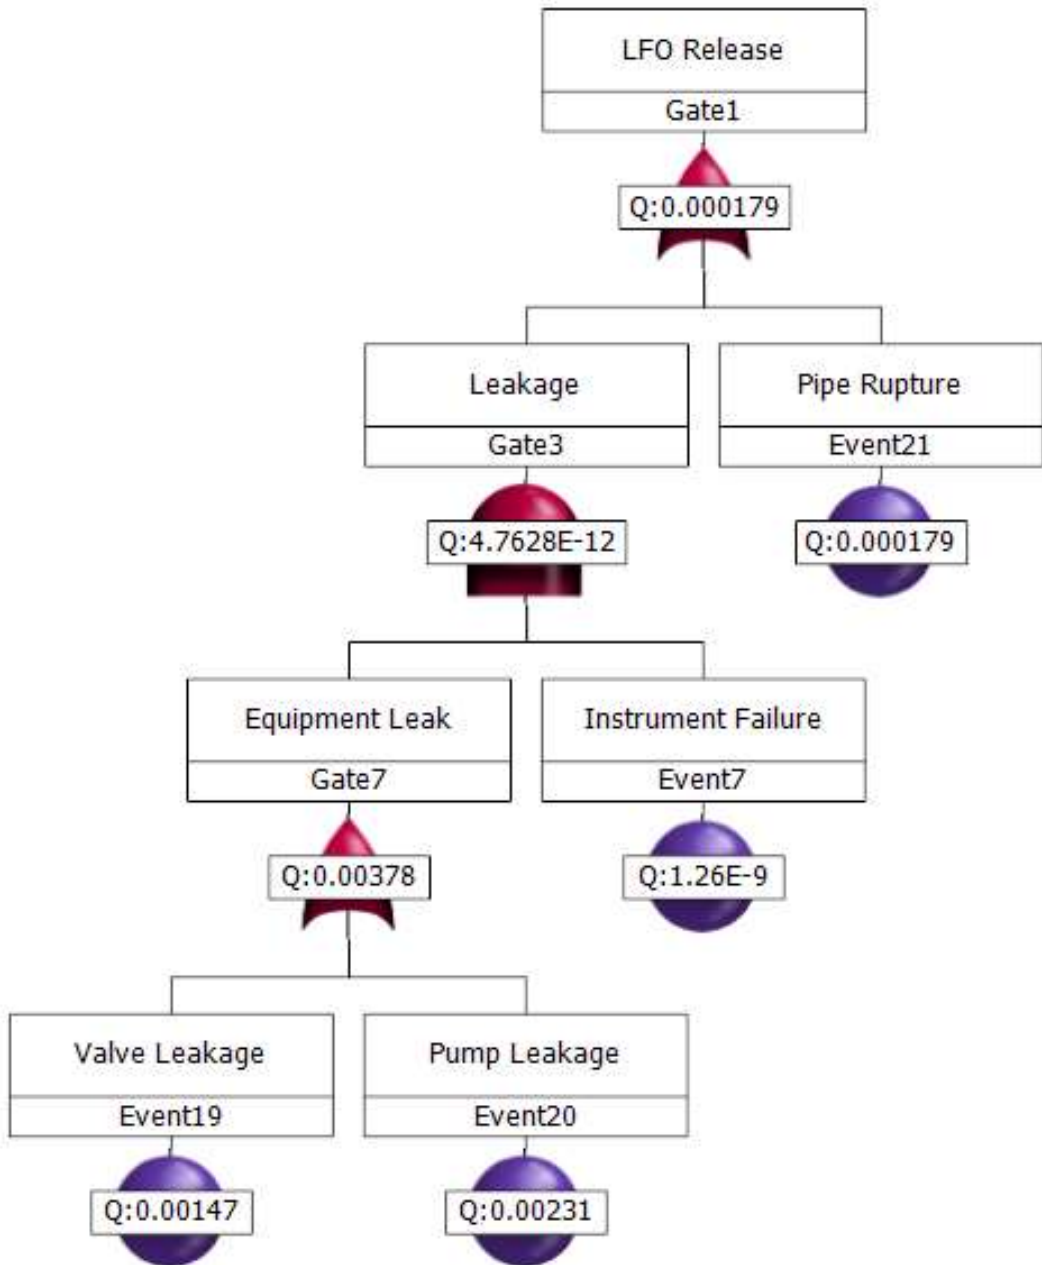 LFO Release
Gate1
Q:0.000179
Leakage
Gate3
Q:4.7628E-12
Pipe Rupture
Event21
Q:0.000179
Equipment Leak
Gate7
Q:0.00378
Instrument Failure
Event7
Q:1.26E-9
Valve Leakage
Event19
Q:0.00147
Pump Leakage
Event20
Q:0.00231